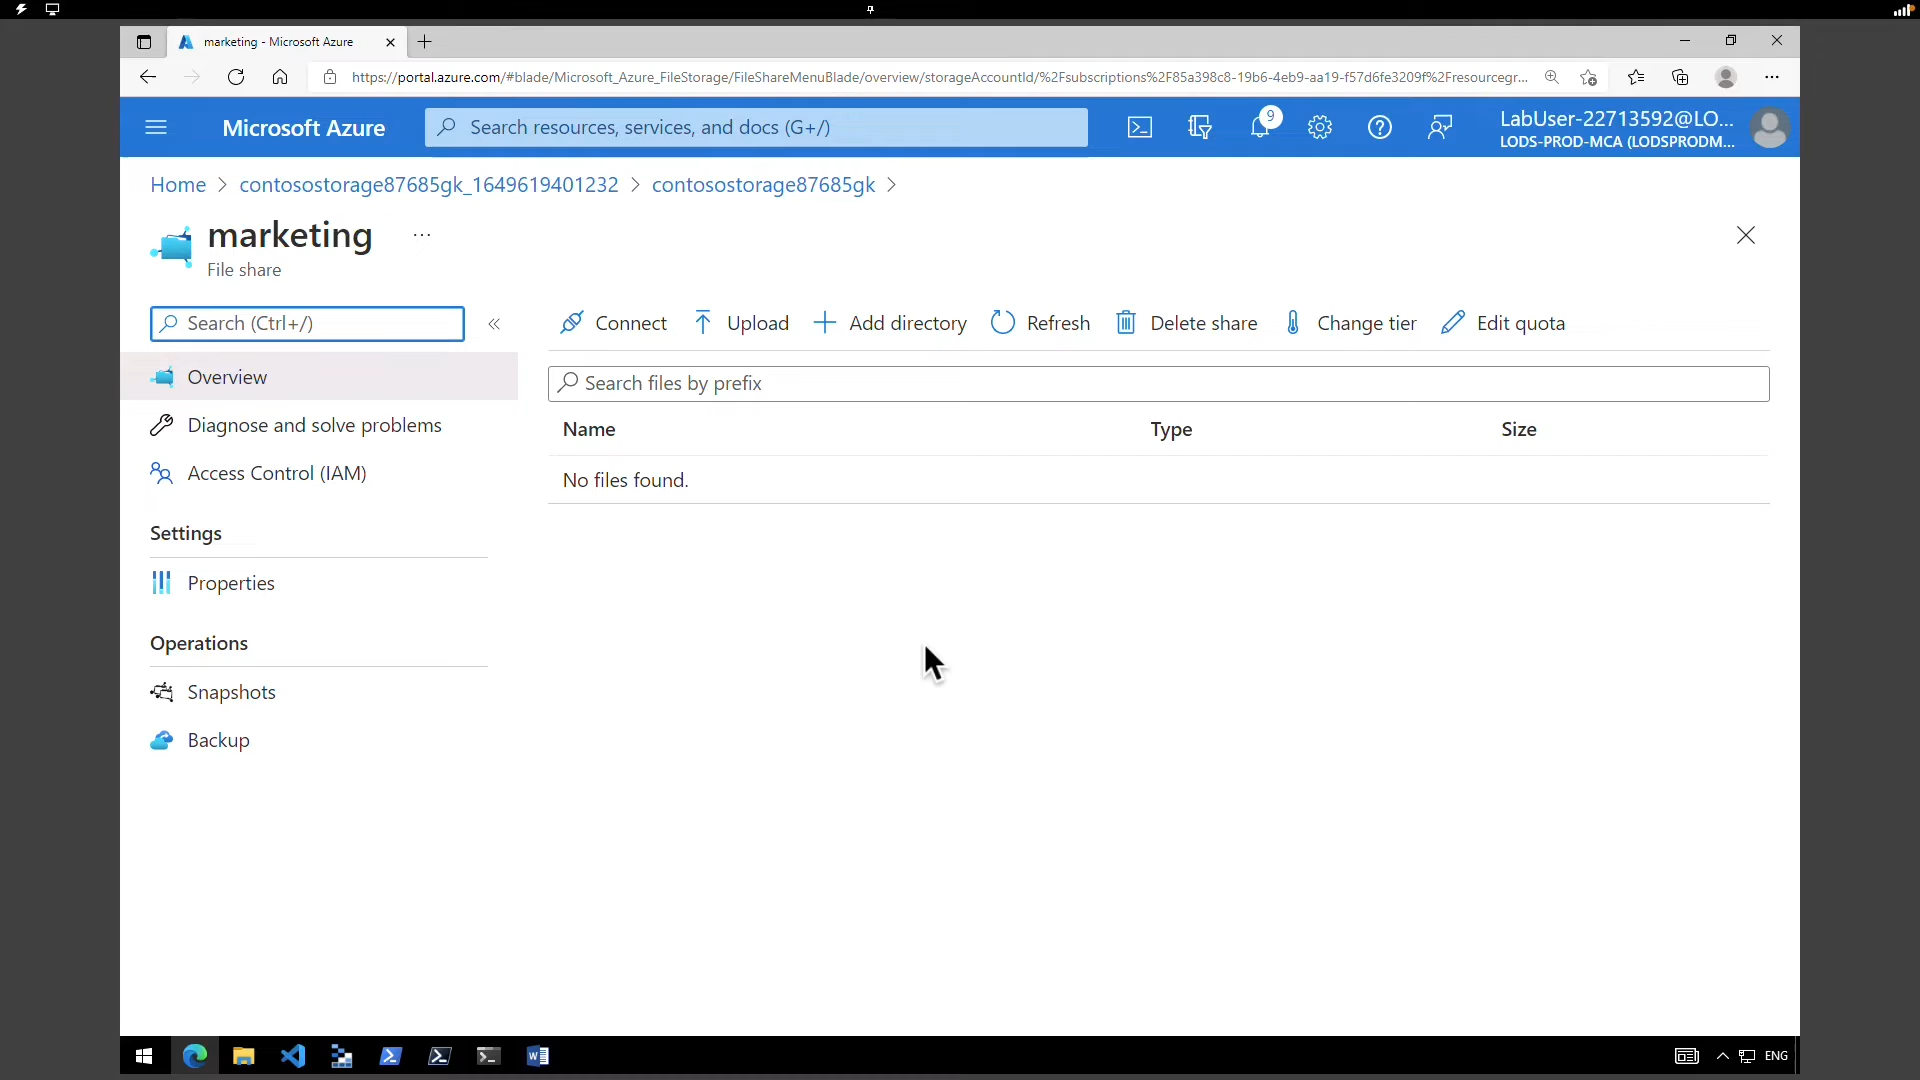 marketing - Microsoft Azure
https://portal.azure.com/#blade/Microsoft_Azure_FileStorage/FileShareMenuBlade/overview/storageAccountId/%2Fsubscriptions%2F85a398c8-19b6-4eb9-aa19-f57d6fe3209f%2Fresourcegr...
Microsoft Azure
Search resources, services, and docs (G+/)
9
LabUser-22713592@LO...
LODS-PROD-MCA (LODSPRODM...
Home > contosostorage87685gk_1649619401232 > contosostorage87685gk >
marketing ...
File share
Search (Ctrl+/)
«
Connect Upload Add directory Refresh Delete share Change tier Edit quota
Overview
Search files by prefix
Diagnose and solve problems
Name Type Size
Access Control (IAM)
No files found.
Settings
Properties
Operations
Snapshots
Backup
ENG